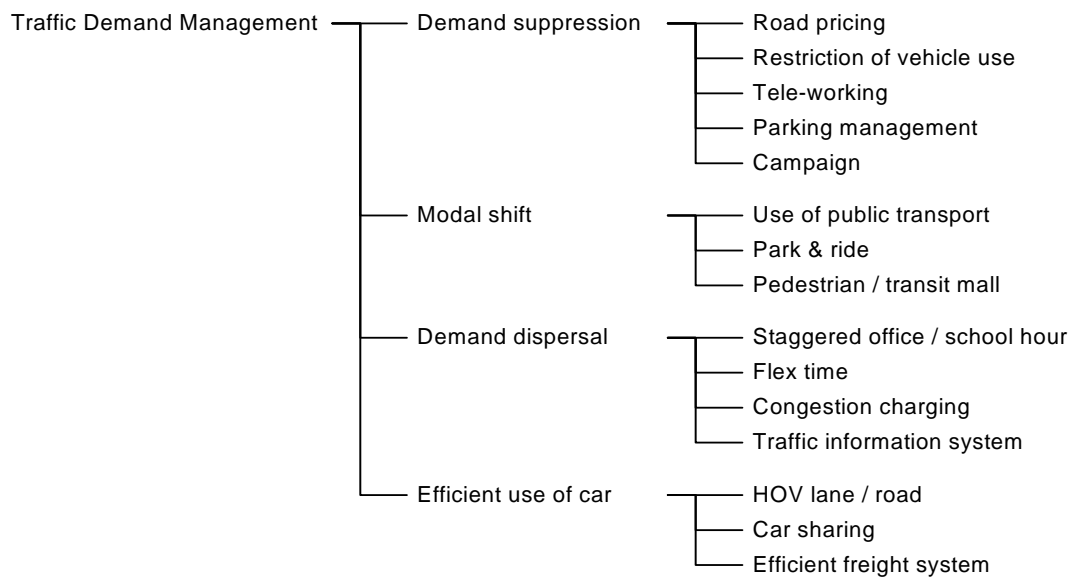 Traffic Demand Management
Demand suppression
Road pricing
Restriction of vehicle use
Tele-working
Parking management
Campaign
Modal shift
Use of public transport
Park & ride
Pedestrian / transit mall
Demand dispersal
Staggered office / school hour
Flex time
Congestion charging
Traffic information system
Efficient use of car
HOV lane / road
Car sharing
Efficient freight system